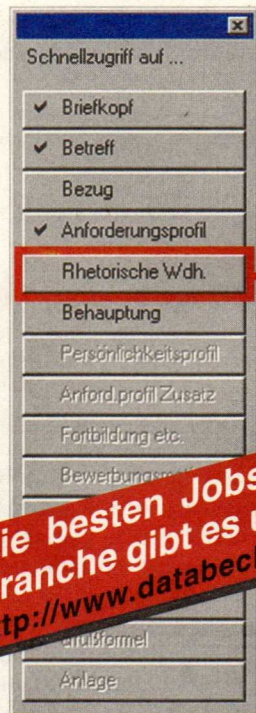 Schnellzugriff auf ...
✔ Briefkopf
✔ Betreff
Bezug
✔ Anforderungsprofil
Rhetorische Wdh.
Behauptung
Persönlichkeitsprofil
Anford.profil Zusatz
Fortbildung etc.
ie besten Jobs
ranche gibt es u
tp://www.databec
Grußformel
Anlage